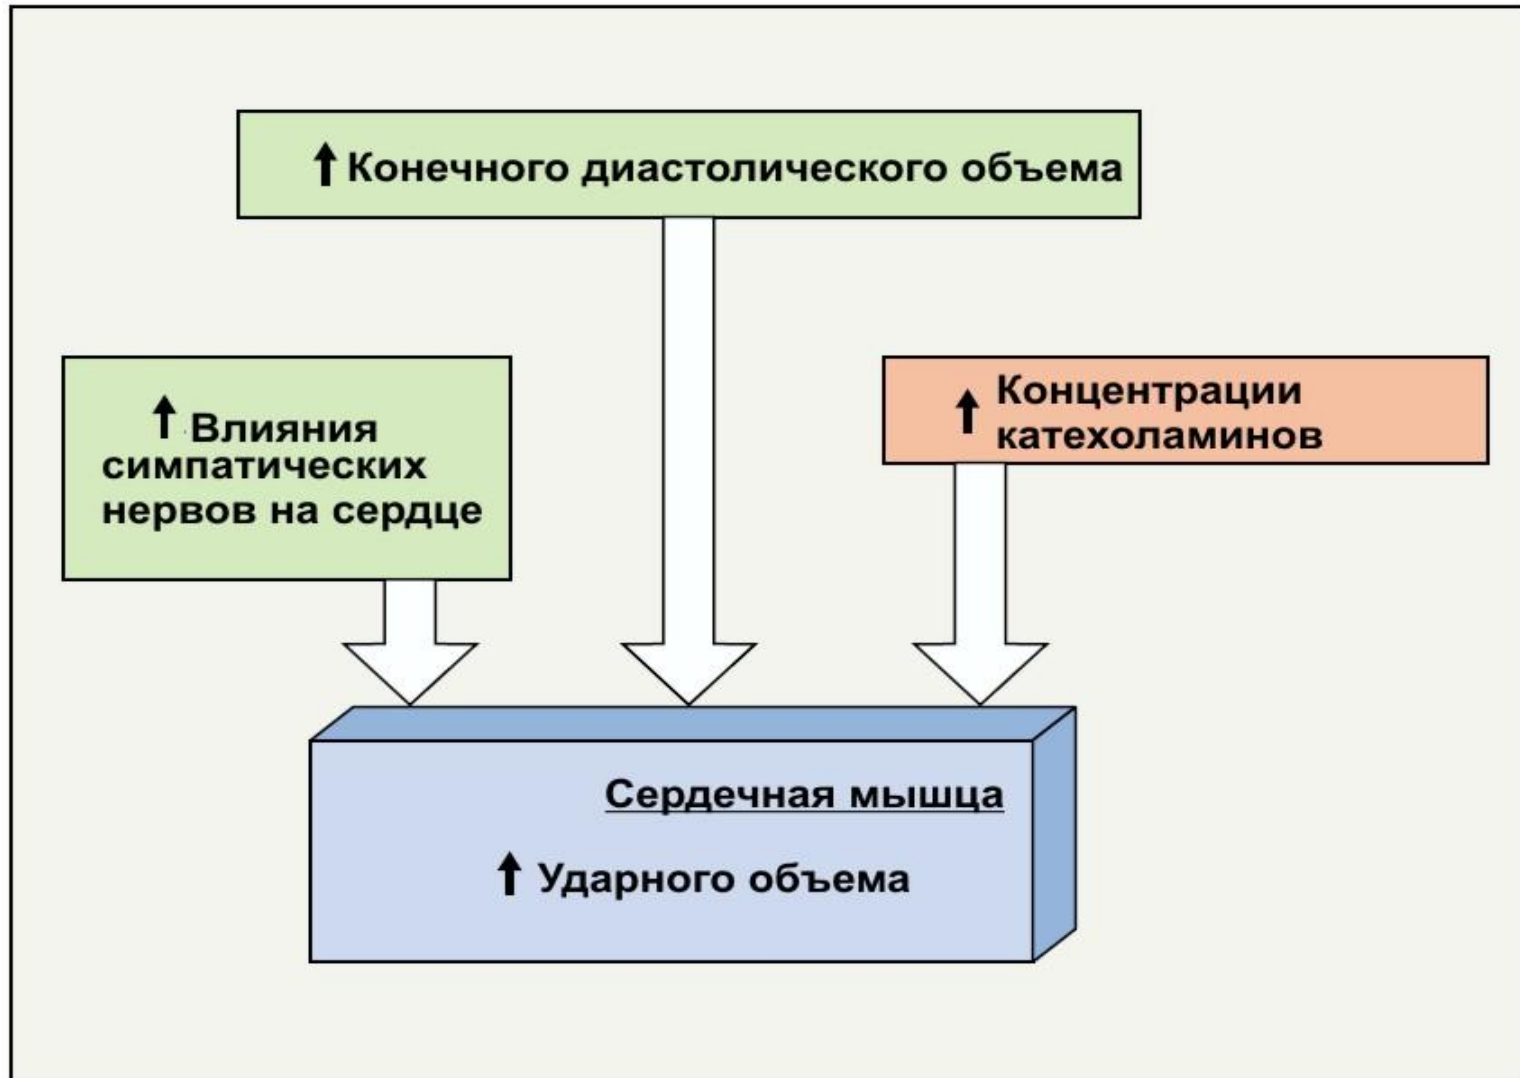 ↑ Конечного диастолического объема
↑ Влияния
симпатических
нервов на сердце
↑ Концентрации
катехоламинов
Сердечная мышца
↑ Ударного объема